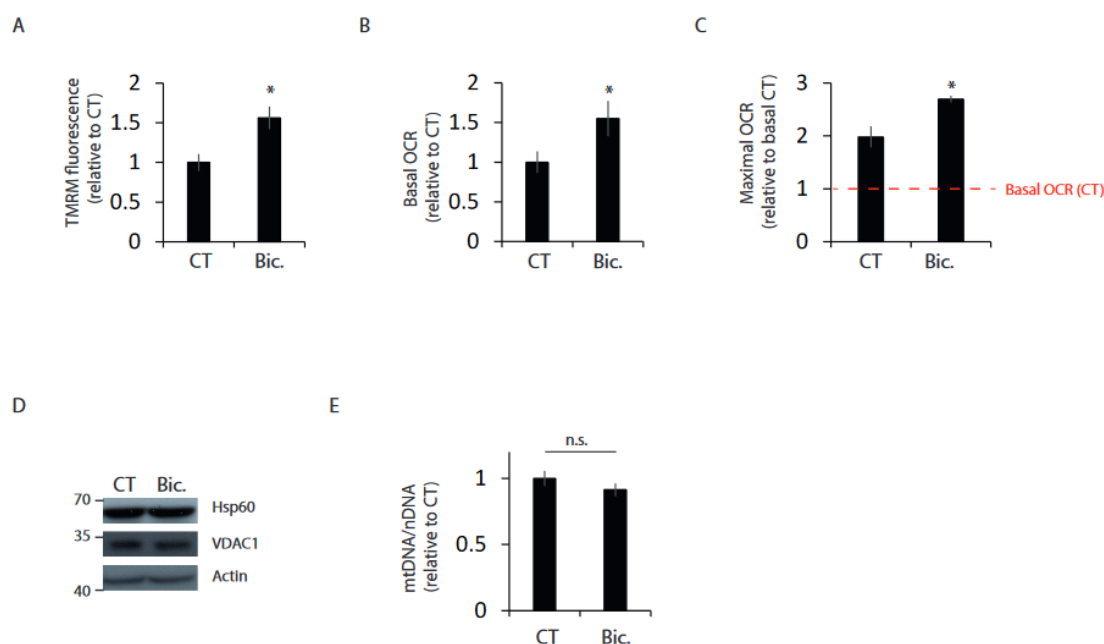 A
TMRM fluorescence
(relative to CT)
2
1.5
1
0.5
0
*
CT Bic.
B
Basal OCR
(relative to CT)
2
1.5
1
0.5
0
*
CT Bic.
C
Maximal OCR
(relative to basal CT)
3
2
1
0
*
Basal OCR (CT)
CT Bic.
D
CT Bic.
70
Hsp60
35
VDAC1
Actin
40
E
mtDNA/nDNA
(relative to CT)
n.s.
1
0.5
0
CT Bic.